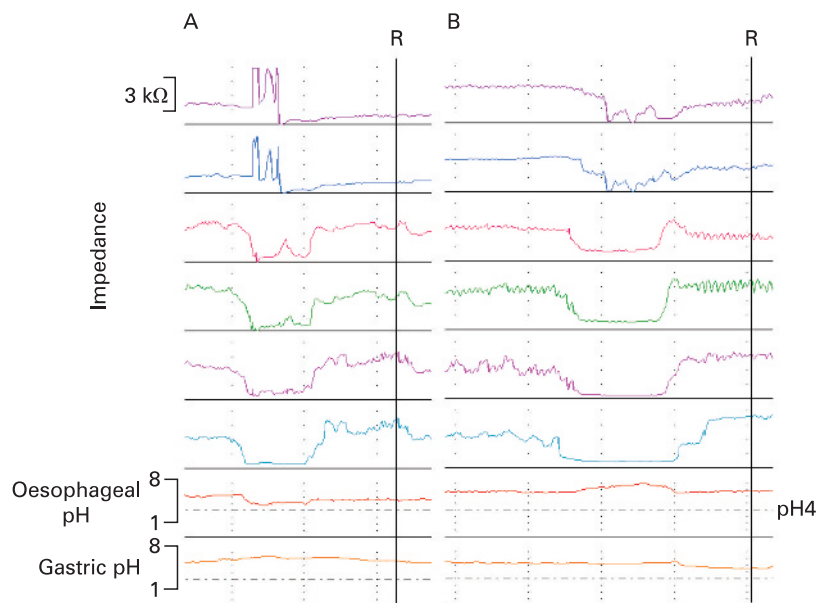 A
B
R
R
3 kΩ
Impedance
Oesophageal
pH
8
1
pH4
Gastric pH
8
1